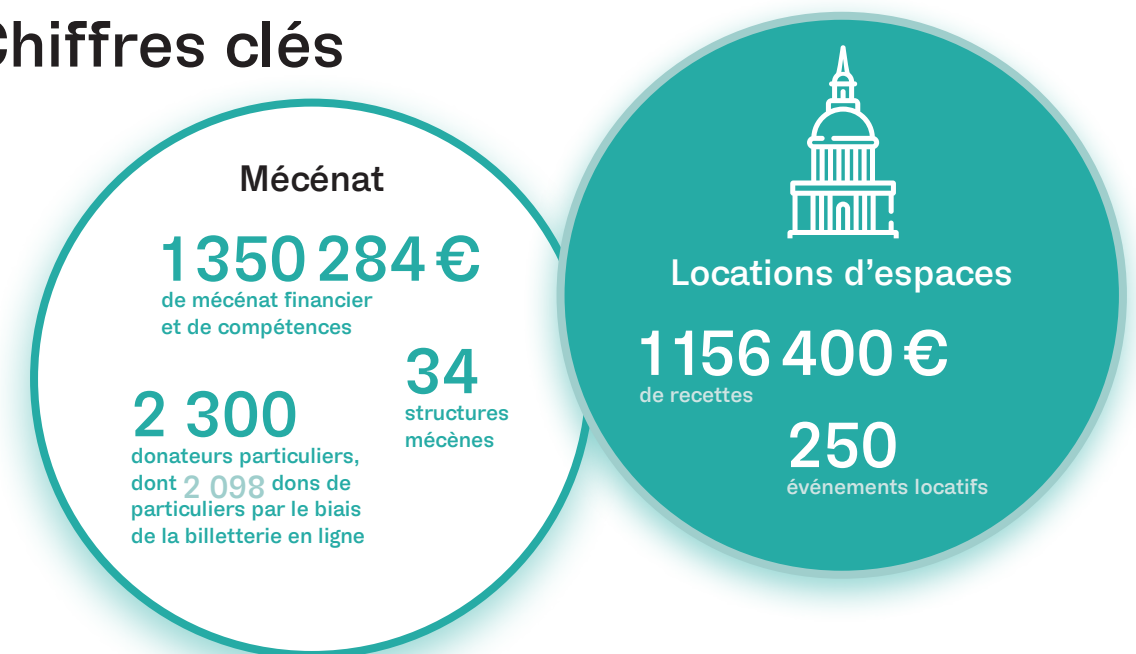 Chiffres clés
Mécénat
1 350 284 €
de mécénat financier
et de compétences
34
structures
mécènes
2 300
donateurs particuliers,
dont 2 098 dons de
particuliers par le biais
de la billetterie en ligne
Locations d’espaces
1 156 400 €
de recettes
250
événements locatifs